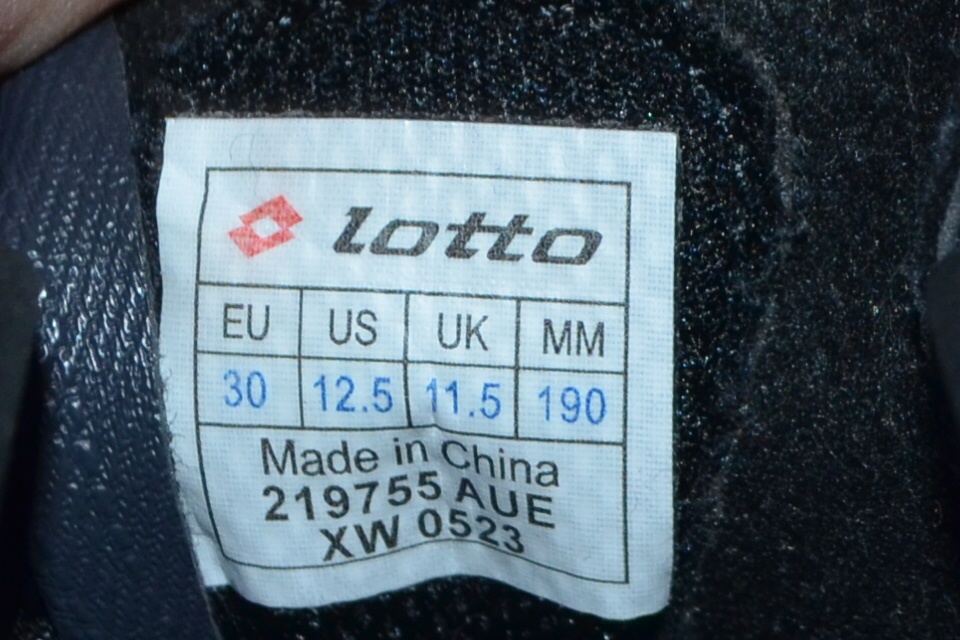 lotto
EU US UK MM
30 12.5 11.5 190
Made in China
219755 AUE
XW 0523